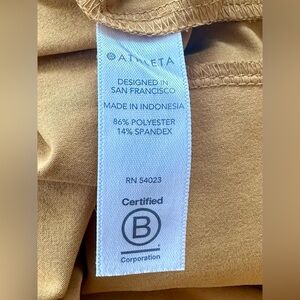 ATHLETA
DESIGNED IN
SAN FRANCISCO
MADE IN INDONESIA
86% POLYESTER
14% SPANDEX
RN 54023
Certified
B
Corporation